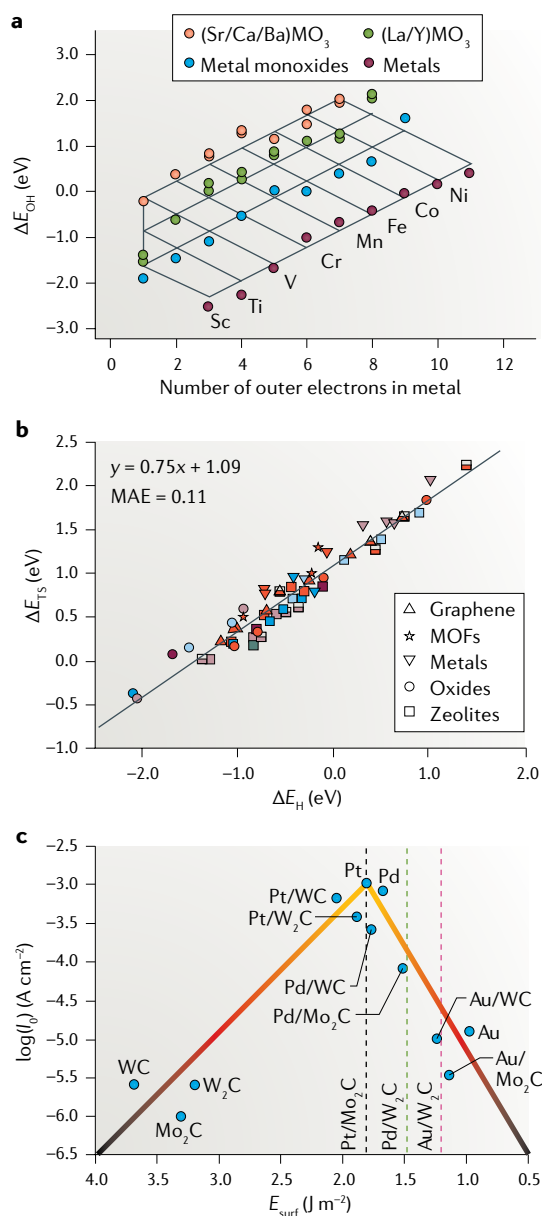 a
(Sr/Ca/Ba)MO₃ (La/Y)MO₃
Metal monoxides Metals
3.0
2.0
1.0
0.0
−1.0
−2.0
−3.0
ΔE_OH (eV)
Ni
Co
Fe
Mn
Cr
V
Ti
Sc
0 2 4 6 8 10 12
Number of outer electrons in metal
b
y = 0.75x + 1.09
MAE = 0.11
2.5
2.0
1.5
1.0
0.5
0.0
−0.5
−1.0
ΔE_TS (eV)
Graphene
MOFs
Metals
Oxides
Zeolites
−2.0 −1.0 0.0 1.0 2.0
ΔE_H (eV)
c
−2.5
−3.0
−3.5
−4.0
−4.5
−5.0
−5.5
−6.0
−6.5
log(I₀) (A cm⁻²)
Pt
Pd
Pt/WC
Pt/W₂C
Pd/WC
Pd/Mo₂C
Au/WC
Au
Au/
Mo₂C
WC
W₂C
Mo₂C
Pt/Mo₂C
Pd/W₂C
Au/W₂C
4.0 3.5 3.0 2.5 2.0 1.5 1.0 0.5
E_surf (J m⁻²)